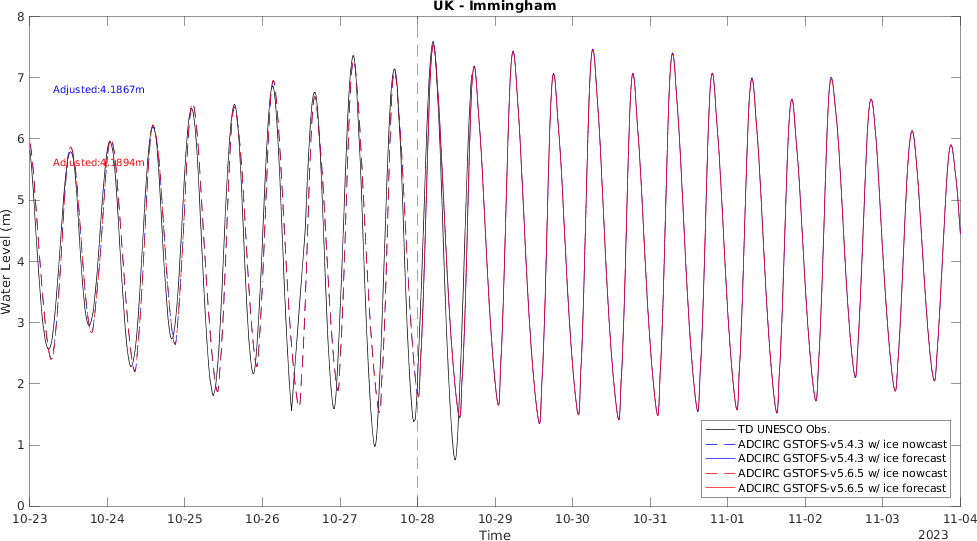 UK - Immingham
8
7
6
5
4
3
2
1
0
Water Level (m)
Adjusted:4.1867m
Adjusted:4.1894m
TD UNESCO Obs.
ADCIRC GSTOFS-v5.4.3 w/ ice nowcast
ADCIRC GSTOFS-v5.4.3 w/ ice forecast
ADCIRC GSTOFS-v5.6.5 w/ ice nowcast
ADCIRC GSTOFS-v5.6.5 w/ ice forecast
10-23 10-24 10-25 10-26 10-27 10-28 10-29 10-30 10-31 11-01 11-02 11-03 11-04
Time
2023